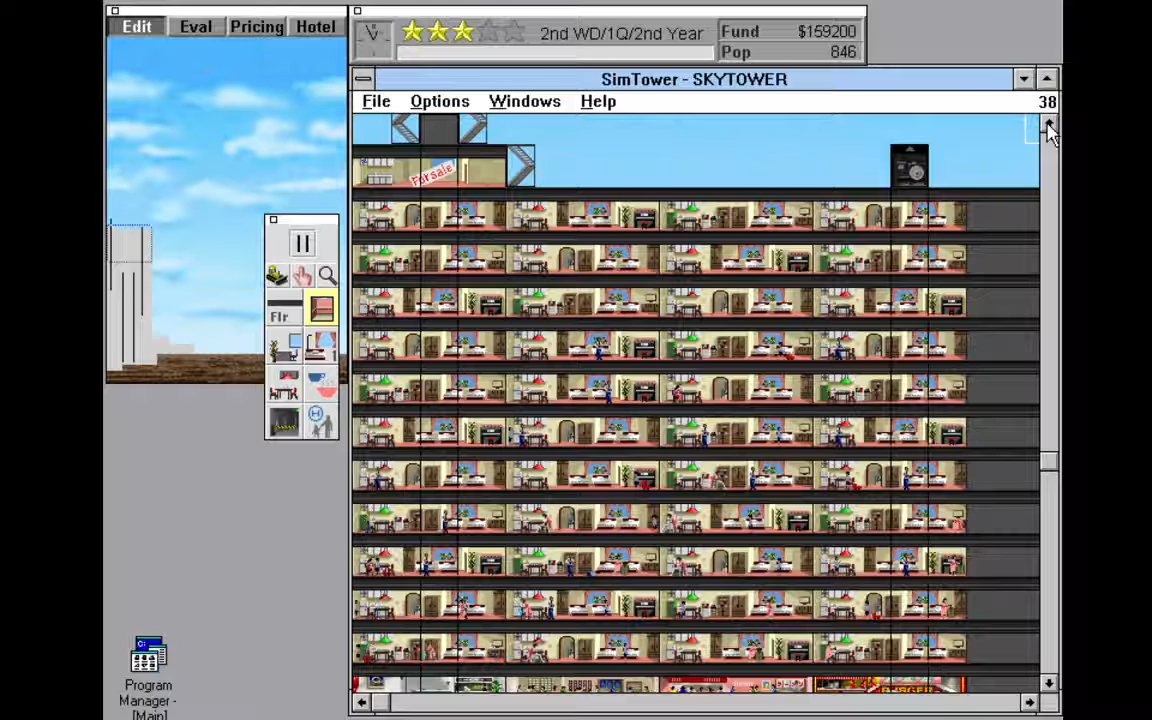 Edit Eval Pricing Hotel
2nd WD/1Q/2nd Year
Fund $159200
Pop 846
SimTower - SKYTOWER
File Options Windows Help
38
For sale
Flr
H
BURGER
Program
Manager -
[Main]